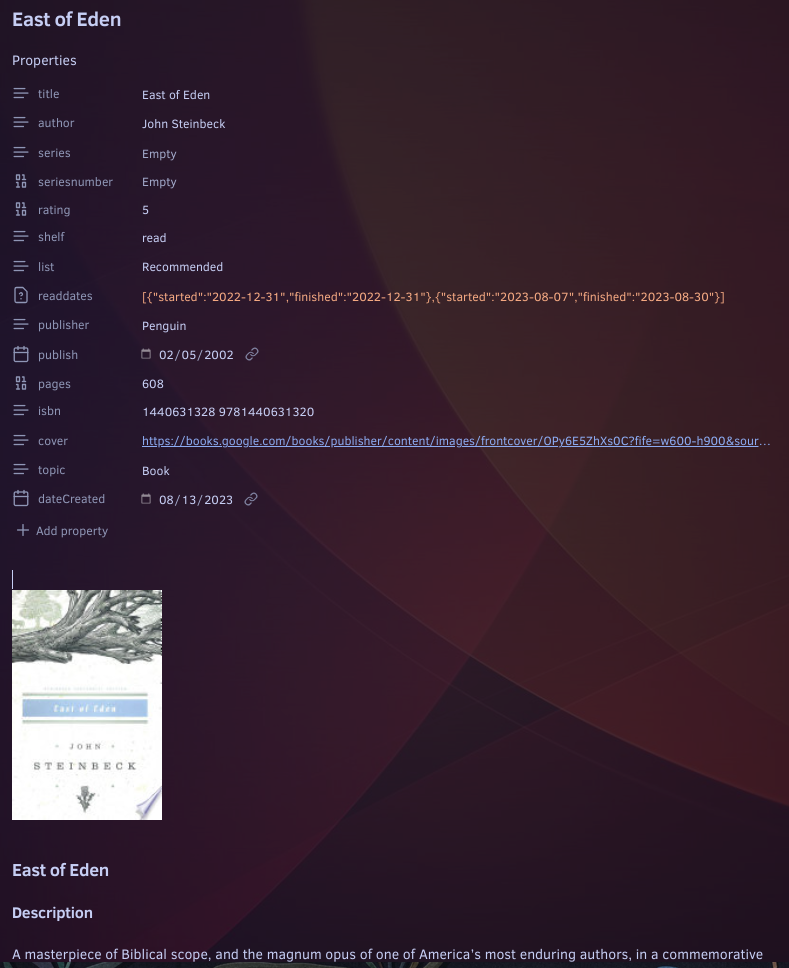 East of Eden
Properties
title East of Eden
author John Steinbeck
series Empty
seriesnumber Empty
rating 5
shelf read
list Recommended
readdates [{"started":"2022-12-31","finished":"2022-12-31"},{"started":"2023-08-07","finished":"2023-08-30"}]
publisher Penguin
publish 02/05/2002
pages 608
isbn 1440631328 9781440631320
cover https://books.google.com/books/publisher/content/images/frontcover/OPy6E5ZhXs0C?fife=w600-h900&sour...
topic Book
dateCreated 08/13/2023
Add property
East of Eden
JOHN
STEINBECK
East of Eden
Description
A masterpiece of Biblical scope, and the magnum opus of one of America's most enduring authors, in a commemorative